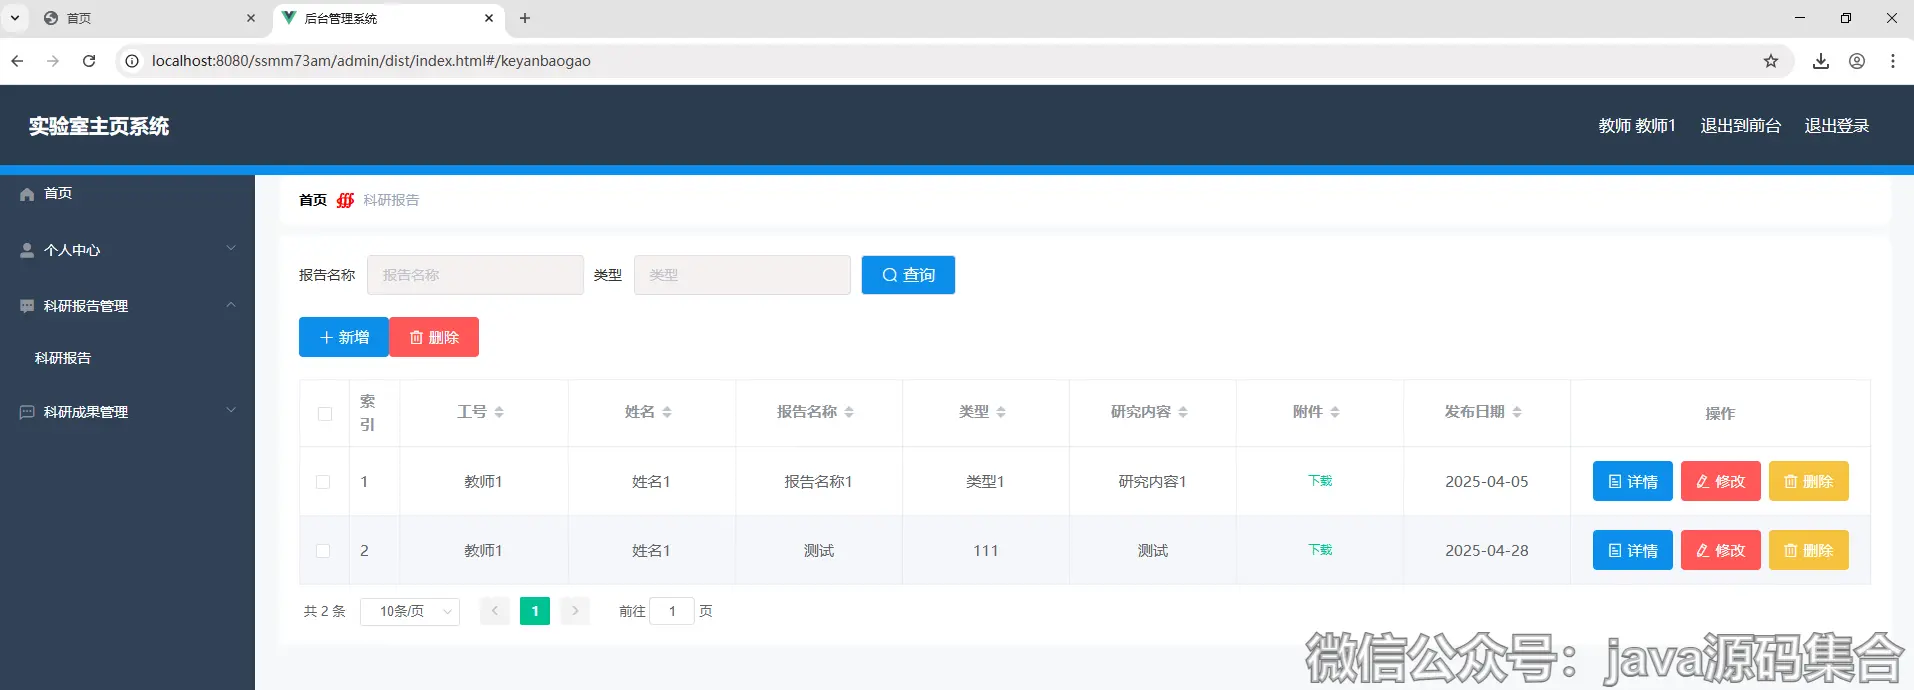 首页
后台管理系统
localhost:8080/ssmm73am/admin/dist/index.html#/keyanbaogao
实验室主页系统
教师 教师1 退出到前台 退出登录
首页
个人中心
科研报告管理
科研报告
科研成果管理
首页 科研报告
报告名称 报告名称 类型 类型 查询
新增 删除
索引 工号 姓名 报告名称 类型 研究内容 附件 发布日期 操作
1 教师1 姓名1 报告名称1 类型1 研究内容1 下载 2025-04-05 详情 修改 删除
2 教师1 姓名1 测试 111 测试 下载 2025-04-28 详情 修改 删除
共 2 条 10条/页 1 前往 1 页
微信公众号：java源码集合